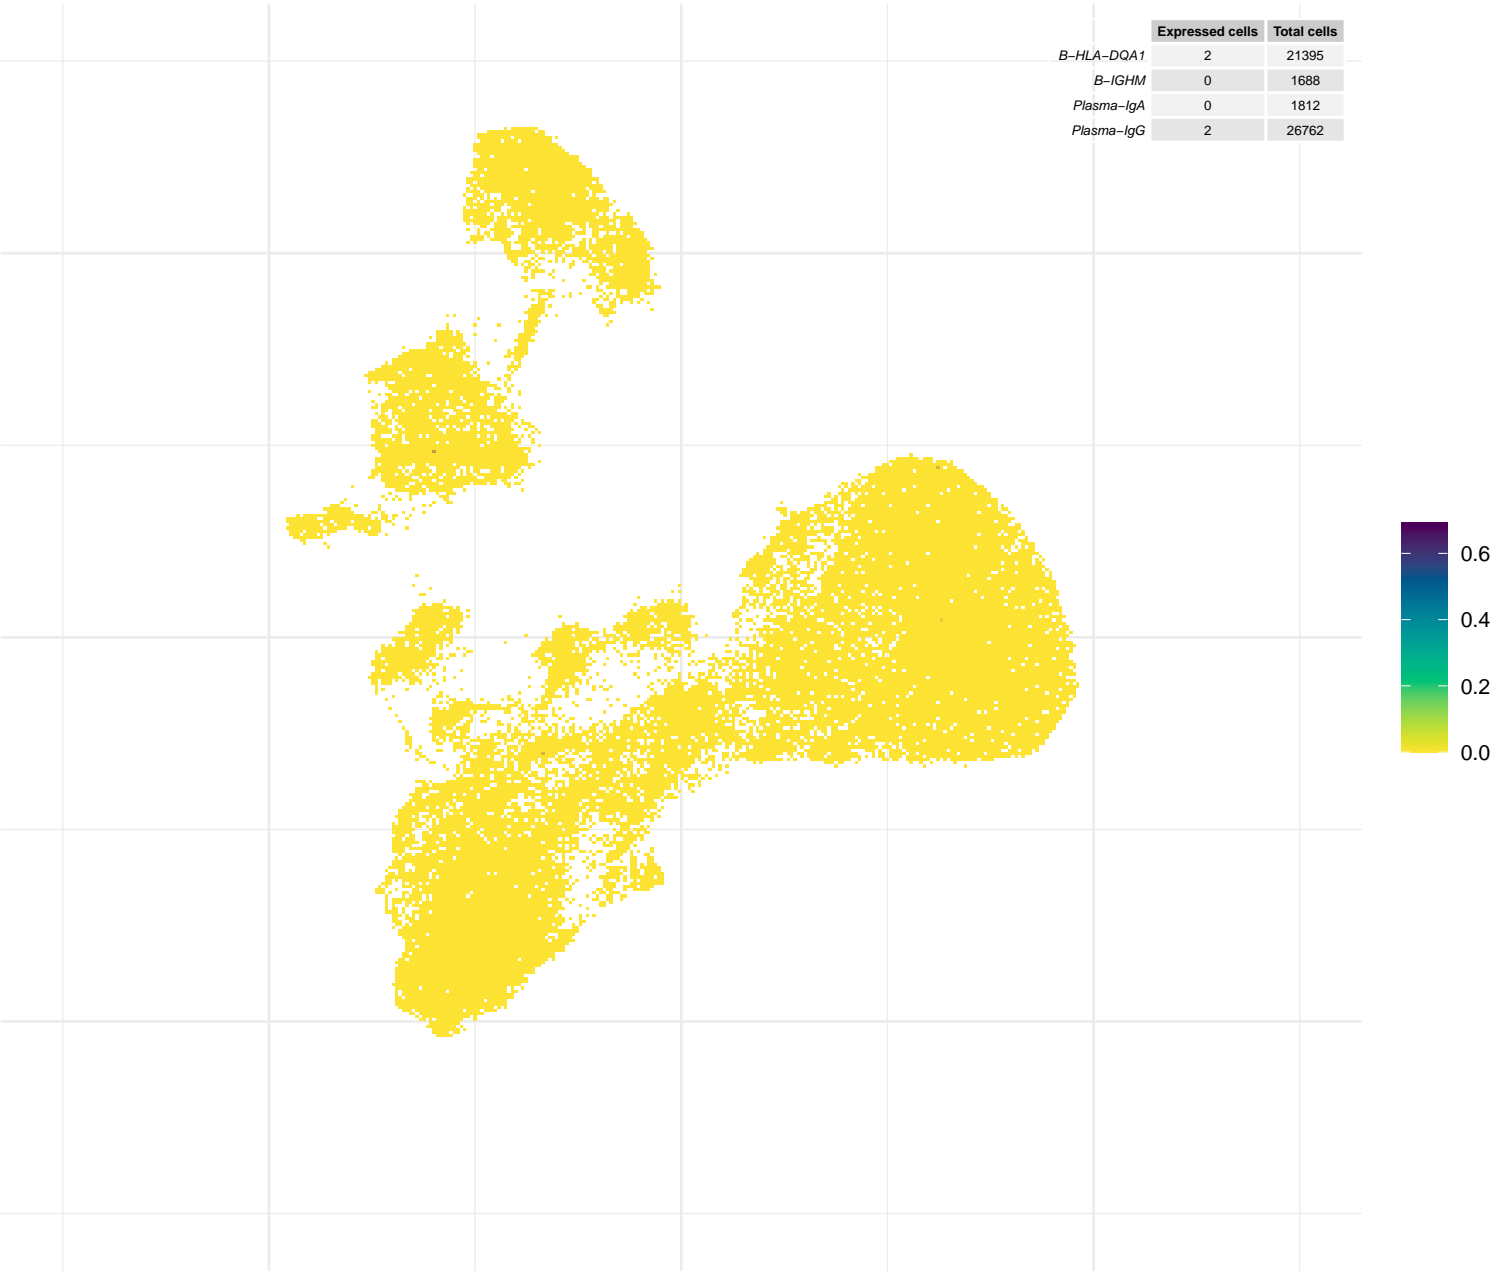 Expressed cells Total cells
B−HLA−DQA1 2 21395
B−IGHM 0 1688
Plasma−IgA 0 1812
Plasma−IgG 2 26762
0.6
0.4
0.2
0.0